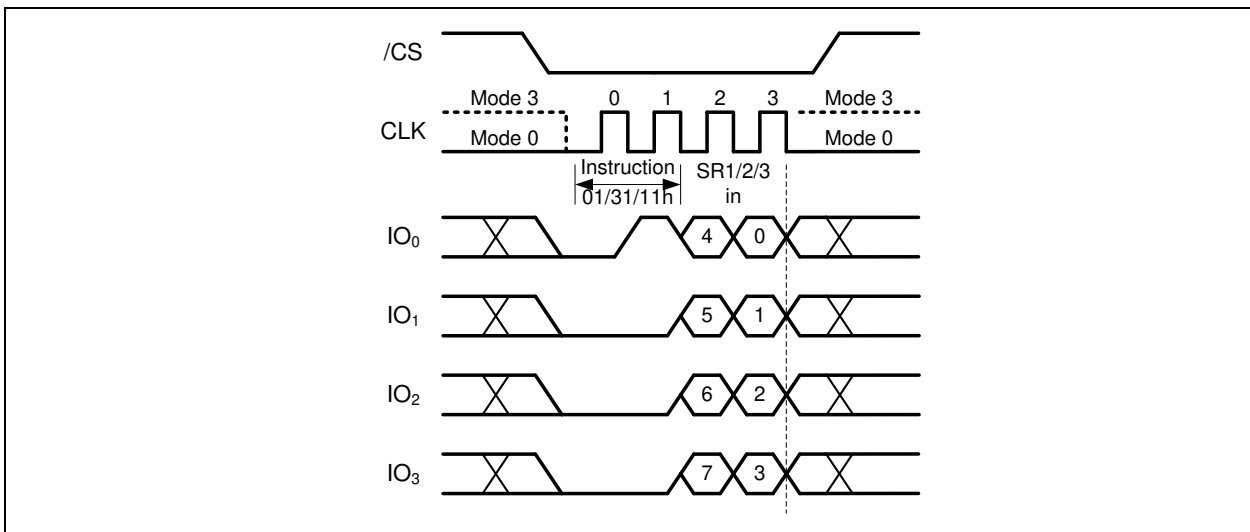 /CS
Mode 3 0 1 2 3 Mode 3
CLK
Mode 0 Mode 0
Instruction SR1/2/3
01/31/11h in
IO₀ 4 0
IO₁ 5 1
IO₂ 6 2
IO₃ 7 3